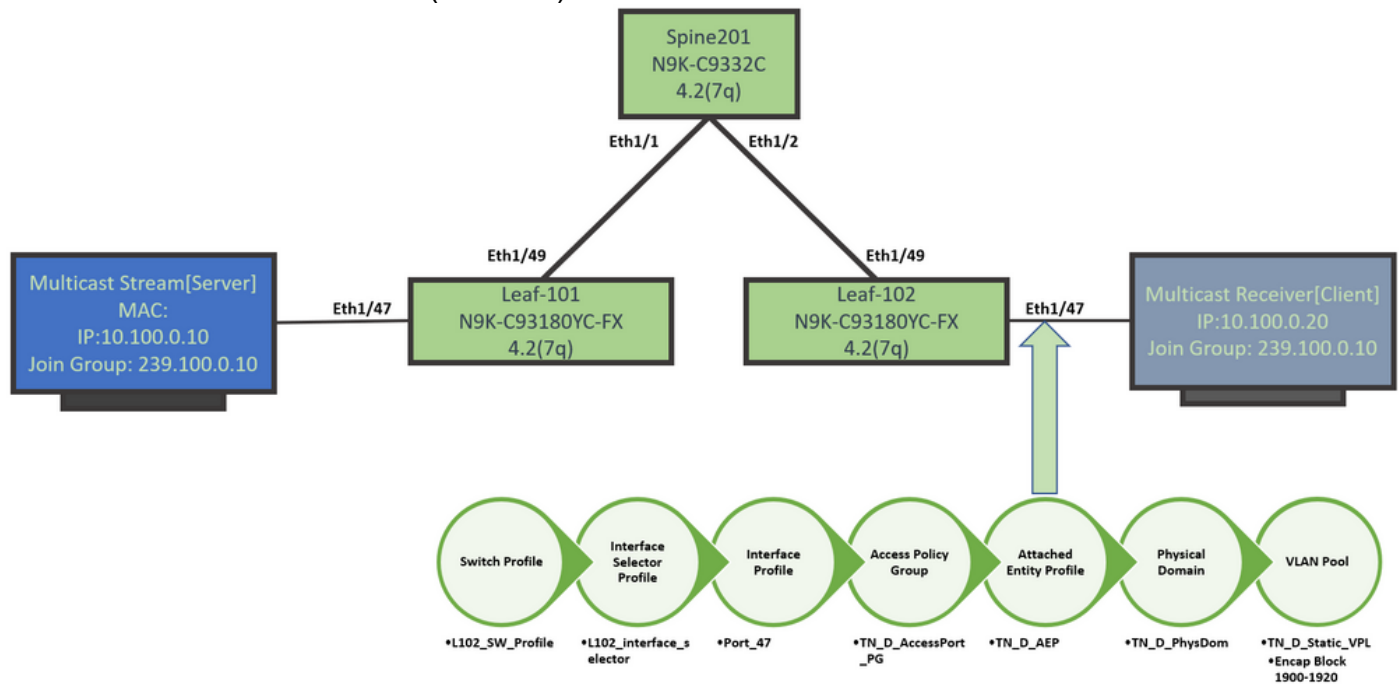 Spine201
N9K-C9332C
4.2(7q)
Eth1/1
Eth1/2
Eth1/49
Eth1/49
Multicast Stream[Server]
MAC:
IP:10.100.0.10
Join Group: 239.100.0.10
Eth1/47
Leaf-101
N9K-C93180YC-FX
4.2(7q)
Leaf-102
N9K-C93180YC-FX
4.2(7q)
Eth1/47
Multicast Receiver[Client]
IP:10.100.0.20
Join Group: 239.100.0.10
Switch Profile
Interface
Selector
Profile
Interface
Profile
Access Policy
Group
Attached
Entity Profile
Physical
Domain
VLAN Pool
•L102_SW_Profile
•L102_interface_s
elector
•Port_47
•TN_D_AccessPort
_PG
•TN_D_AEP
•TN_D_PhysDom
•TN_D_Static_VPL
•Encap Block
1900-1920